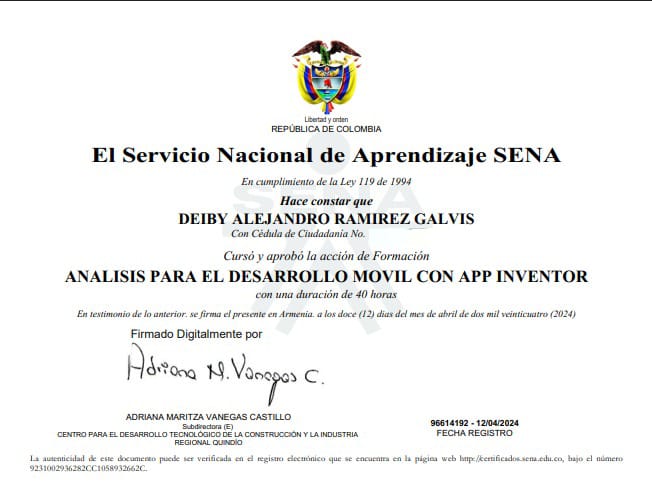 Libertad y orden
REPÚBLICA DE COLOMBIA
El Servicio Nacional de Aprendizaje SENA
En cumplimiento de la Ley 119 de 1994
SENA
Hace constar que
DEIBY ALEJANDRO RAMIREZ GALVIS
Con Cédula de Ciudadanía No.
Cursó y aprobó la acción de Formación
ANALISIS PARA EL DESARROLLO MOVIL CON APP INVENTOR
con una duración de 40 horas
En testimonio de lo anterior. se firma el presente en Armenia. a los doce (12) dias del mes de abril de dos mil veinticuatro (2024)
Firmado Digitalmente por
Adriana M. Vanegas C.
ADRIANA MARITZA VANEGAS CASTILLO
Subdirectora (E)
CENTRO PARA EL DESARROLLO TECNOLÓGICO DE LA CONSTRUCCIÓN Y LA INDUSTRIA
REGIONAL QUINDÍO
96614192 - 12/04/2024
FECHA REGISTRO
La autenticidad de este documento puede ser verificada en el registro electrónico que se encuentra en la página web http://certificados.sena.edu.co, bajo el número
9231002936282CC1058932662C.